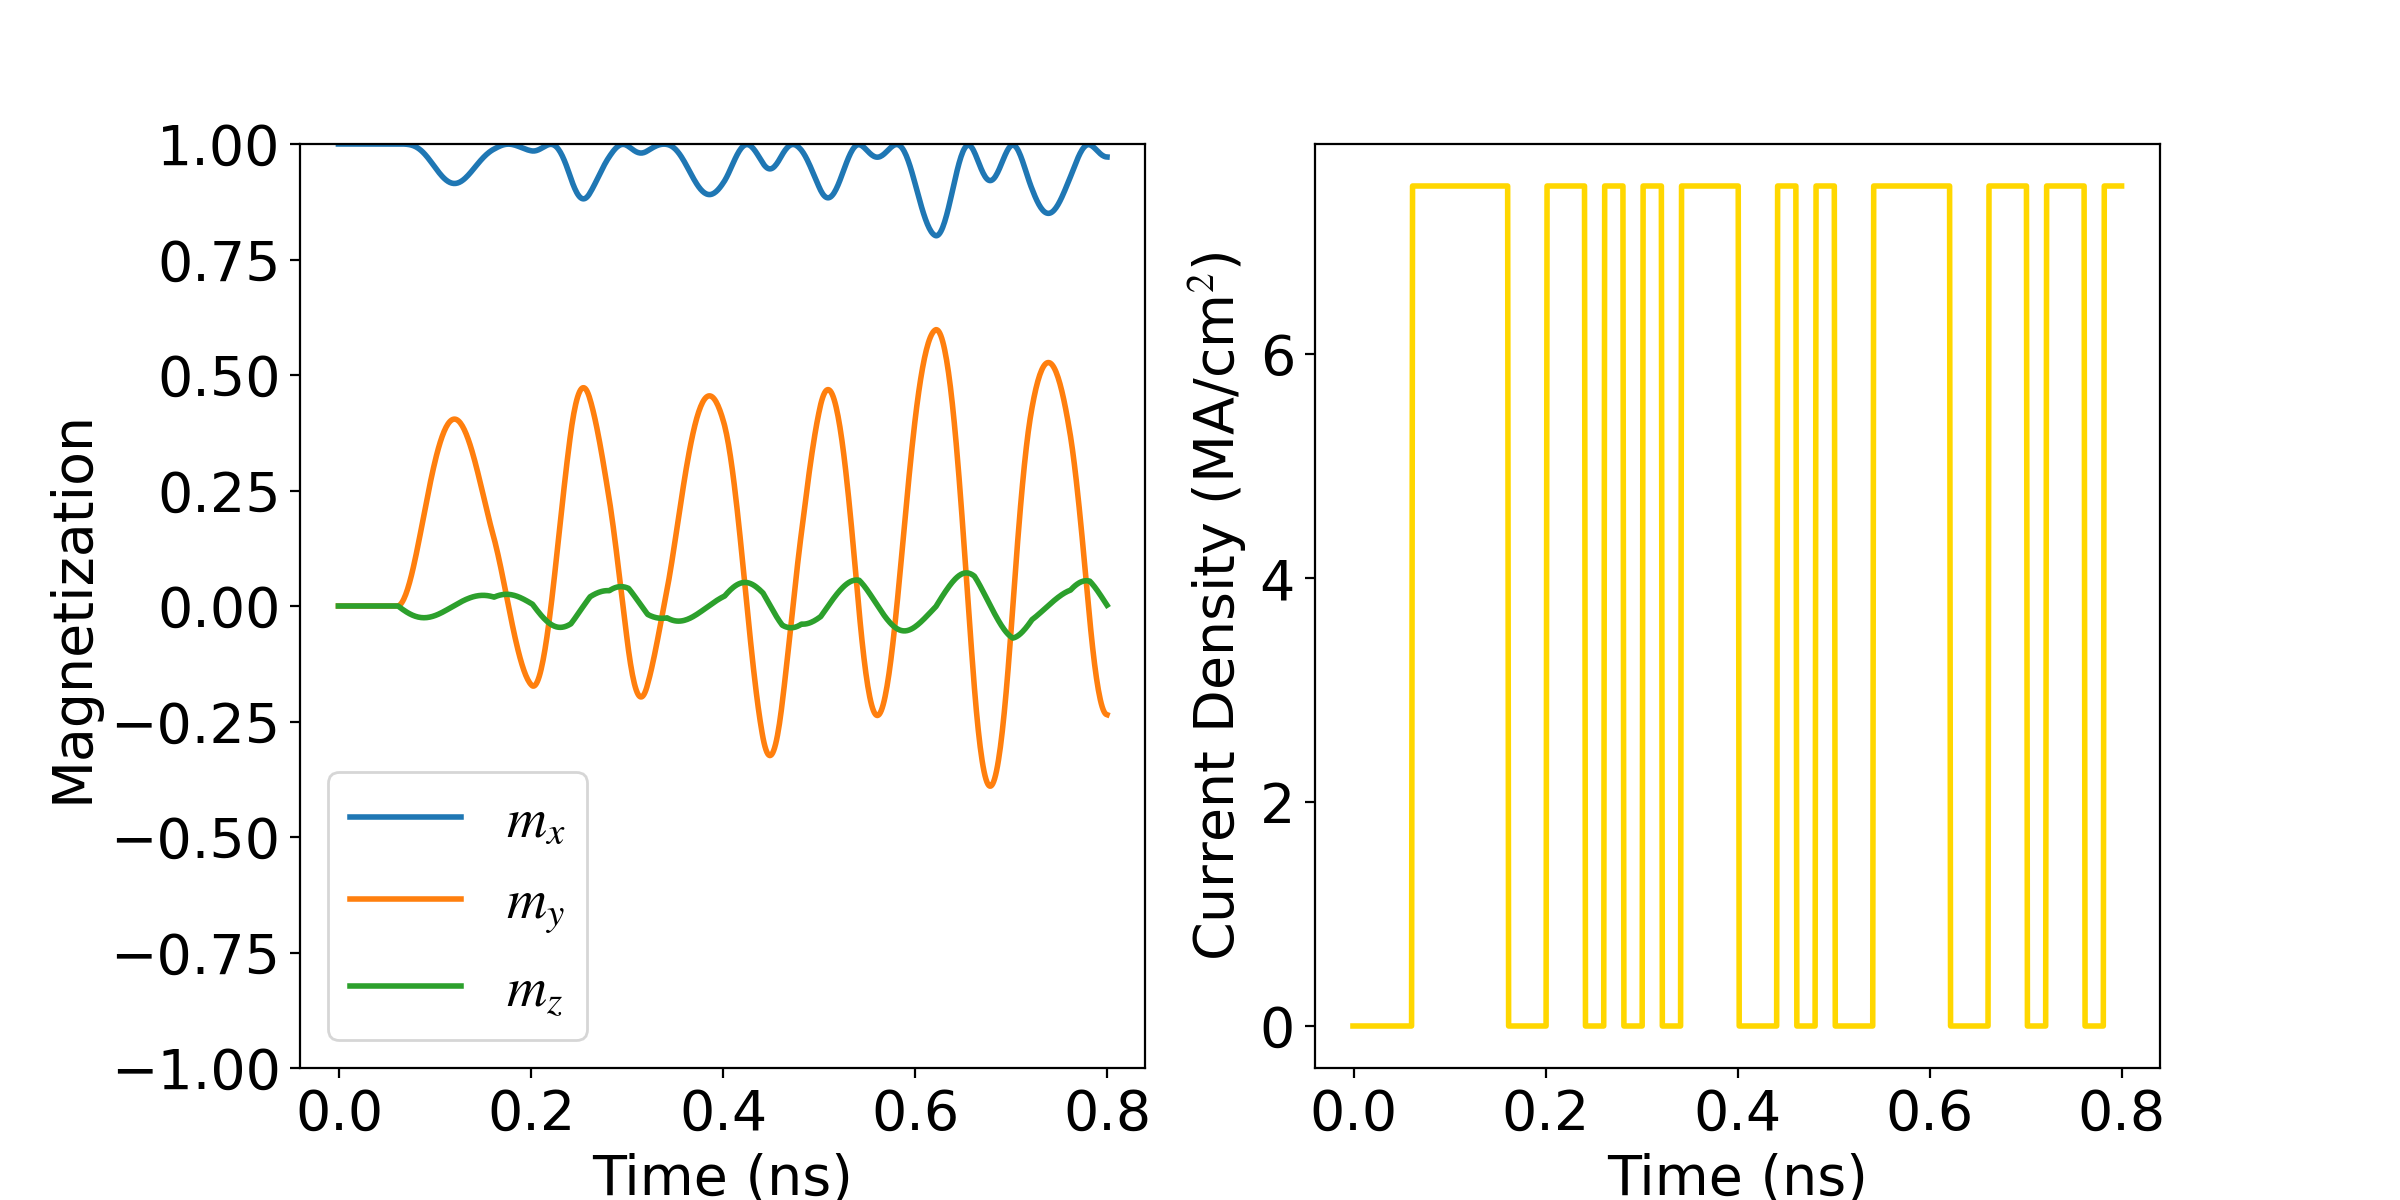 1.00
0.75
0.50
0.25
0.00
−0.25
−0.50
−0.75
−1.00
Magnetization
m_x
m_y
m_z
0.0 0.2 0.4 0.6 0.8
Time (ns)
6
4
2
0
Current Density (MA/cm²)
0.0 0.2 0.4 0.6 0.8
Time (ns)